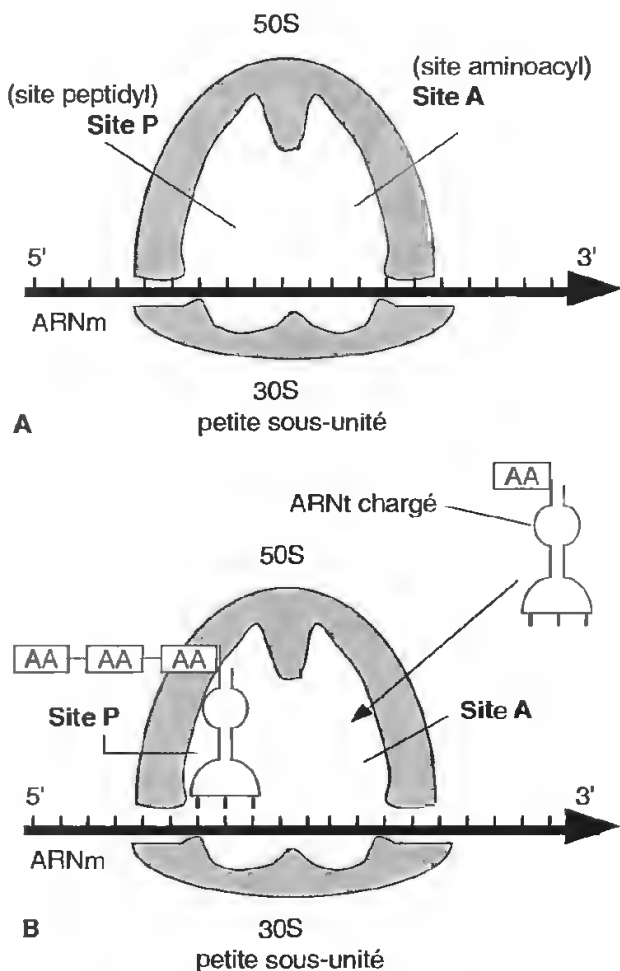 50S
(site peptidyl)
Site P
(site aminoacyl)
Site A
5'
3'
ARNm
30S
petite sous-unité
A
AA
ARNt chargé
50S
AA
AA
AA
Site P
Site A
5'
3'
ARNm
30S
petite sous-unité
B